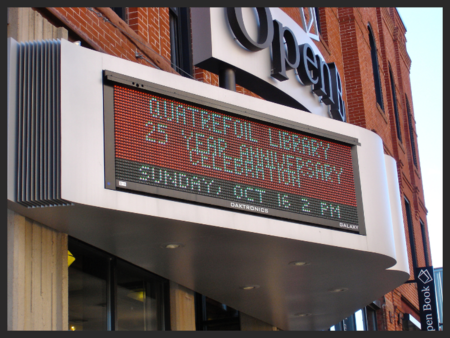 Open B
QUATREFOIL LIBRARY
25 YEAR ANNIVERSARY
CELEBRATION
SUNDAY, OCT 16 2 PM
DAKTRONICS
GALAXY
pen Book